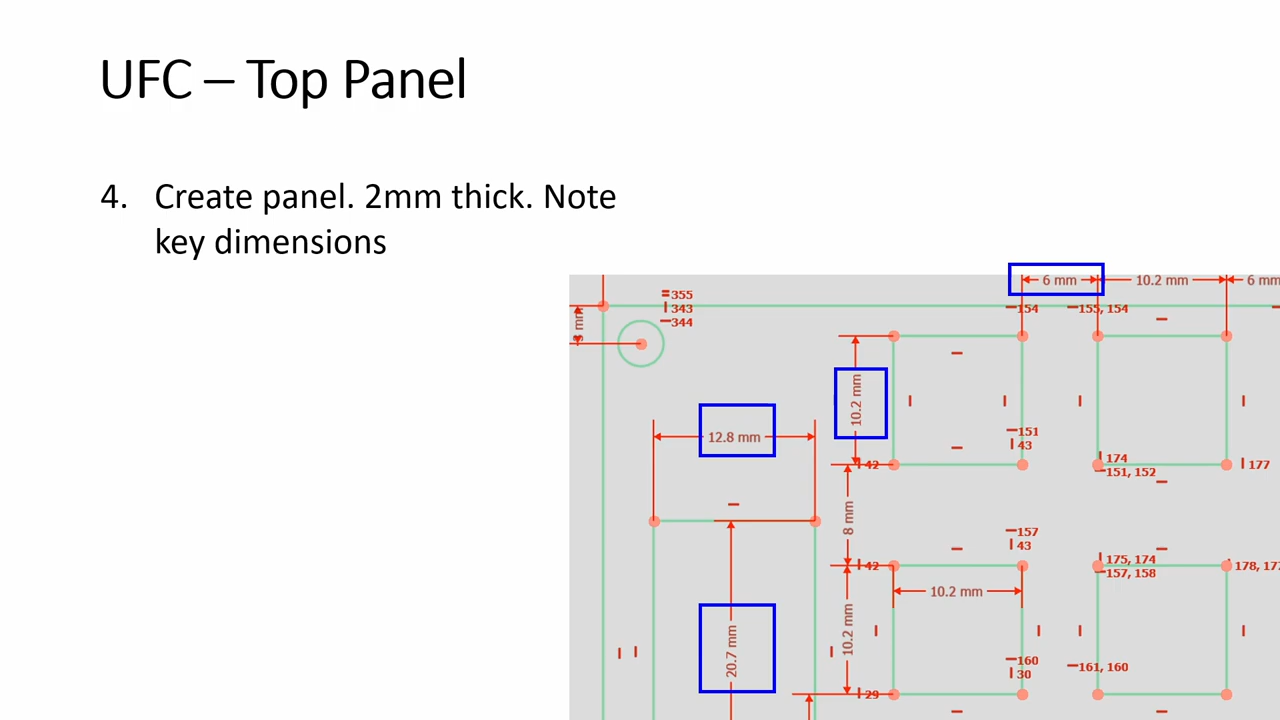 UFC – Top Panel
4. Create panel. 2mm thick. Note
key dimensions
6 mm
10.2 mm
6 mm
355
343
344
154
155, 154
mm
10.2 mm
12.8 mm
151
43
42
174
151, 152
177
8 mm
157
43
42
175, 174
157, 158
178, 177
10.2 mm
10.2 mm
20.7 mm
160
30
161, 160
29